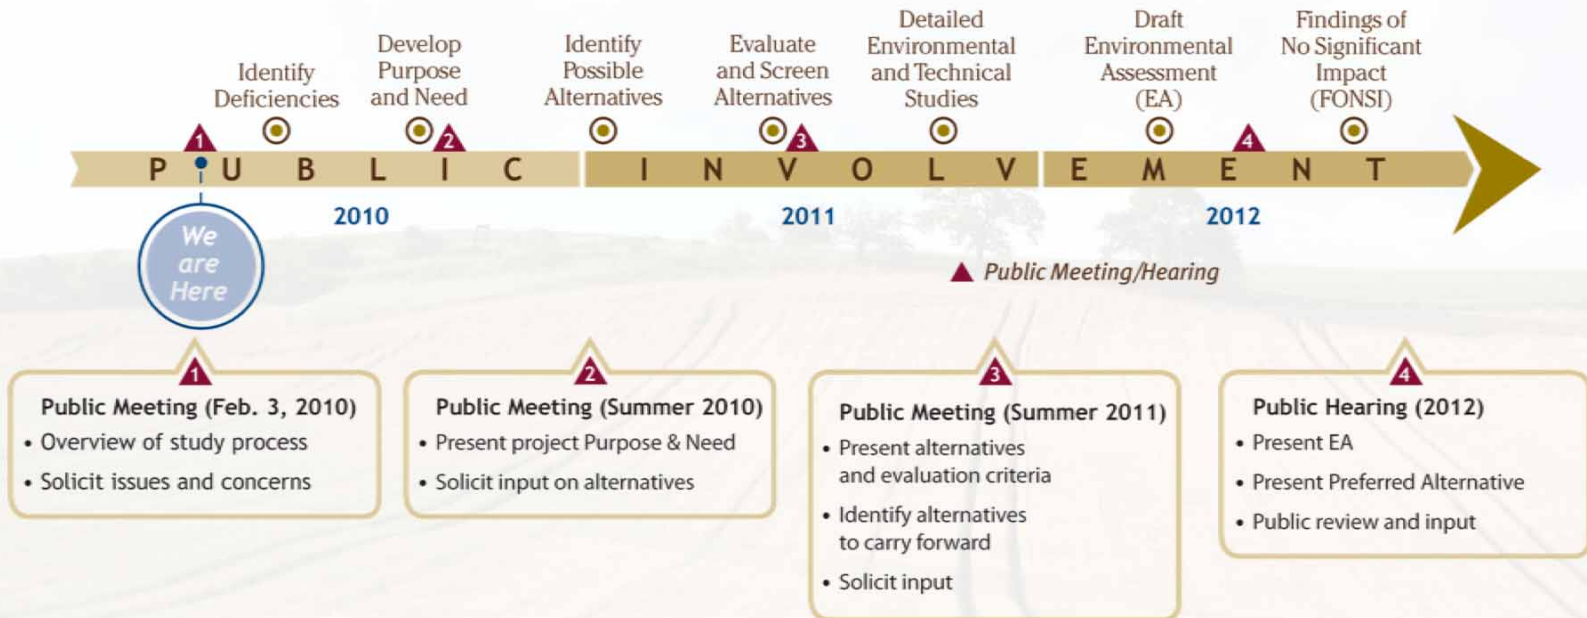 Identify
Deficiencies
Develop
Purpose
and Need
Identify
Possible
Alternatives
Evaluate
and Screen
Alternatives
Detailed
Environmental
and Technical
Studies
Draft
Environmental
Assessment
(EA)
Findings of
No Significant
Impact
(FONSI)
1
2
3
4
PUBLIC INVOLVEMENT
We
are
Here
2010
2011
2012
Public Meeting/Hearing
1
Public Meeting (Feb. 3, 2010)
• Overview of study process
• Solicit issues and concerns
2
Public Meeting (Summer 2010)
• Present project Purpose & Need
• Solicit input on alternatives
3
Public Meeting (Summer 2011)
• Present alternatives
and evaluation criteria
• Identify alternatives
to carry forward
• Solicit input
4
Public Hearing (2012)
• Present EA
• Present Preferred Alternative
• Public review and input